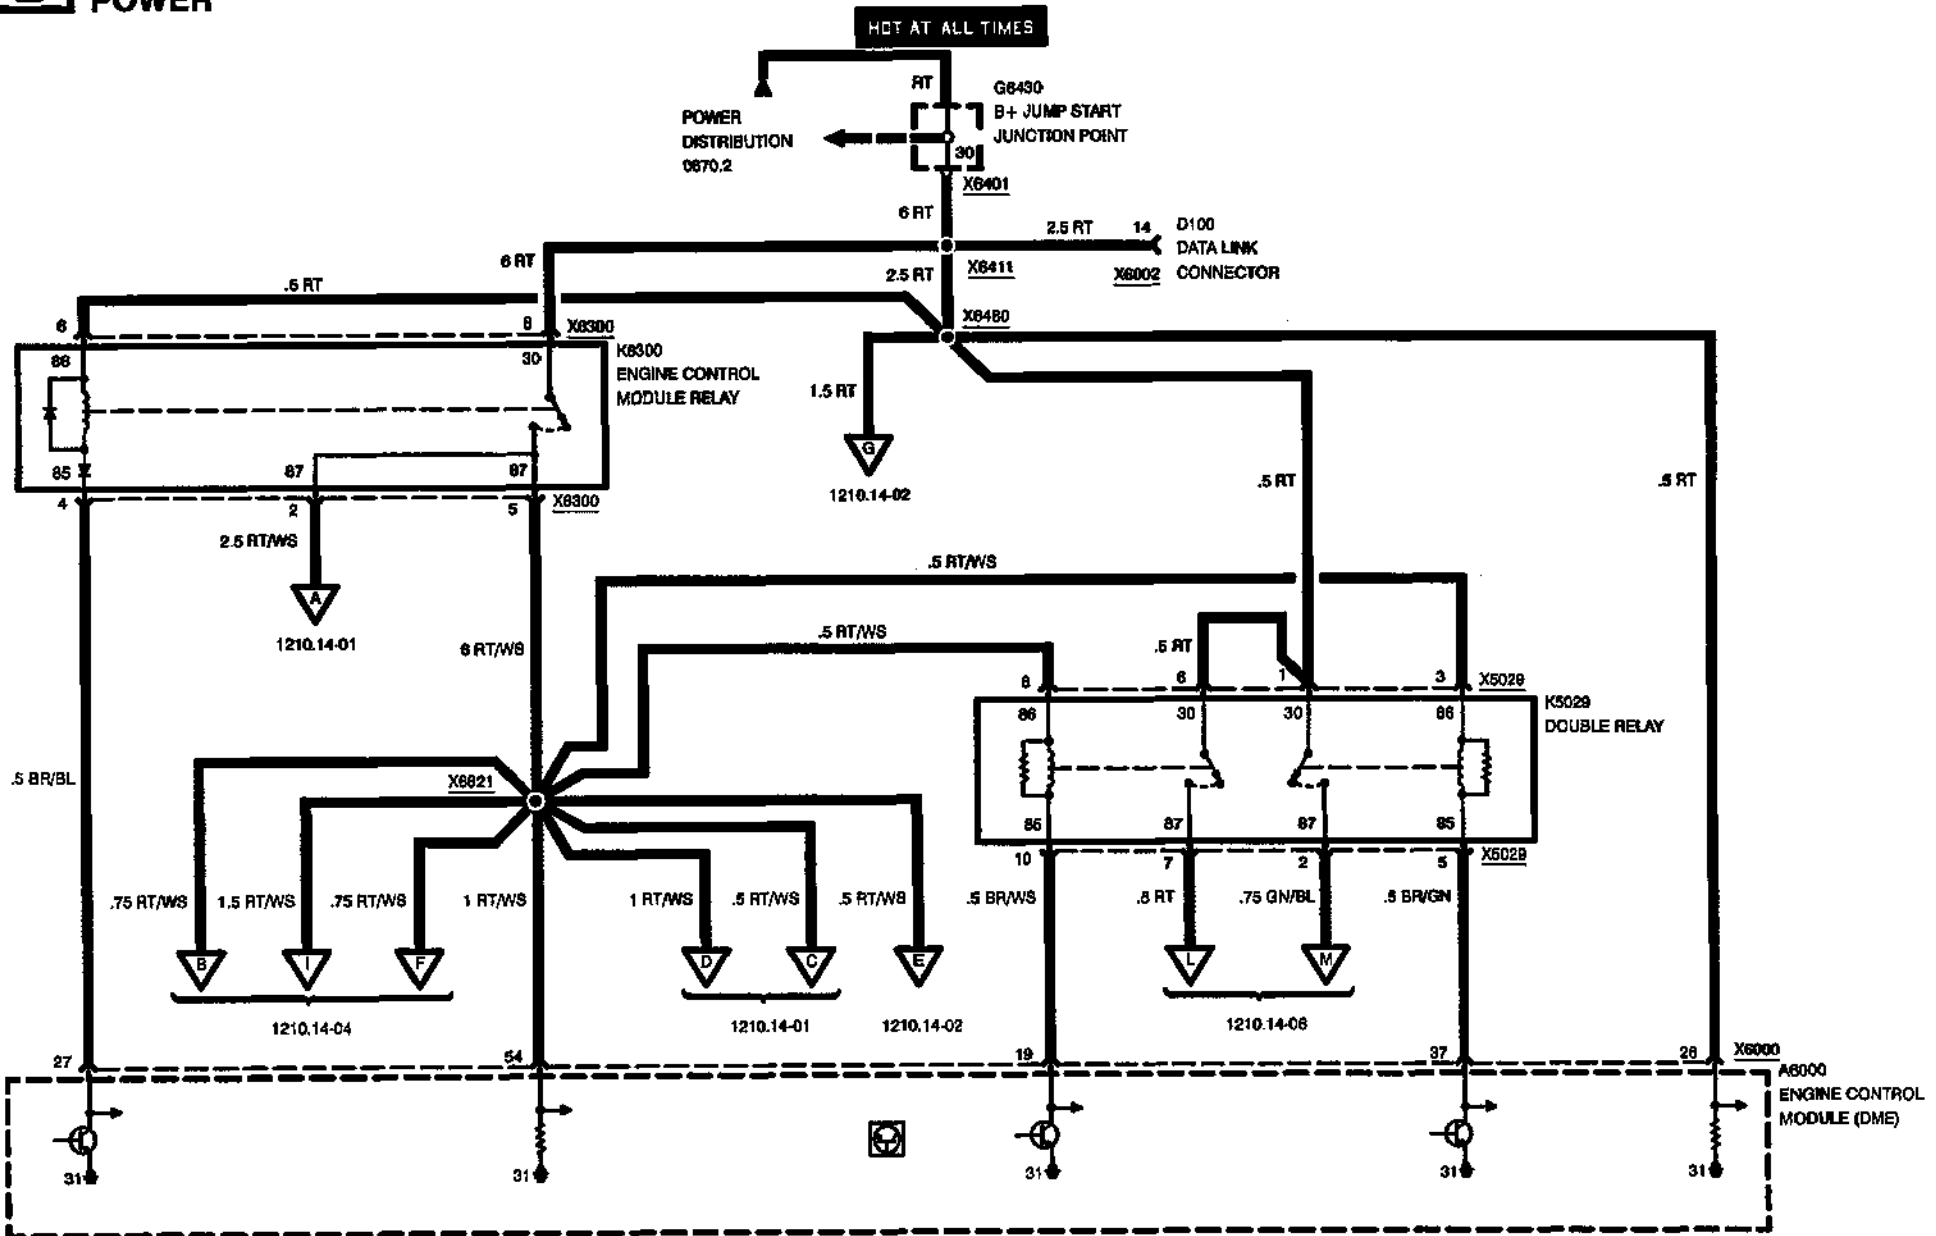 POWER
HOT AT ALL TIMES
RT
G6430
B+ JUMP START
JUNCTION POINT
POWER
DISTRIBUTION
0670.2
30
X6401
6 RT
2.5 RT
14
D100
DATA LINK
CONNECTOR
X6002
6 RT
X6411
2.5 RT
.5 RT
X6460
6
8
X6300
86
30
K6300
ENGINE CONTROL
MODULE RELAY
1.5 RT
G
1210.14-02
85
87
87
4
2
5
X6300
.5 RT
.5 RT
2.5 RT/WS
A
1210.14-01
.5 RT/WS
6 RT/WS
.5 RT/WS
.5 RT
8
6
1
3
X5029
86
30
30
86
K5029
DOUBLE RELAY
.5 BR/BL
X6821
85
87
87
85
10
7
2
5
X5029
.75 RT/WS
1.5 RT/WS
.75 RT/WS
1 RT/WS
1 RT/WS
.5 RT/WS
.5 RT/WS
.5 BR/WS
.8 RT
.75 GN/BL
.5 BR/GN
B
I
F
D
C
E
L
M
1210.14-04
1210.14-01
1210.14-02
1210.14-06
27
54
19
37
26
X6000
A6000
ENGINE CONTROL
MODULE (DME)
31
31
31
31
31